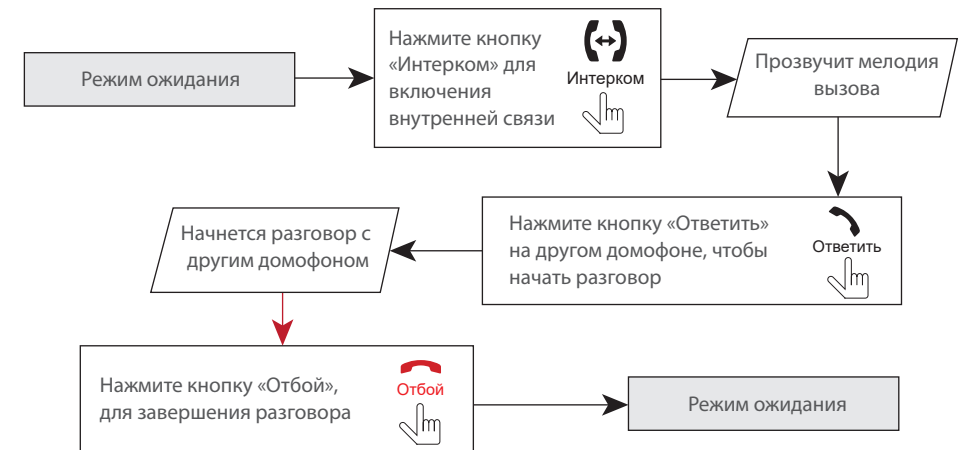 Режим ожидания
Нажмите кнопку
«Интерком» для
включения
внутренней связи
Интерком
Прозвучит мелодия
вызова
Нажмите кнопку «Ответить»
на другом домофоне, чтобы
начать разговор
Ответить
Начнется разговор с
другим домофоном
Нажмите кнопку «Отбой»,
для завершения разговора
Отбой
Режим ожидания